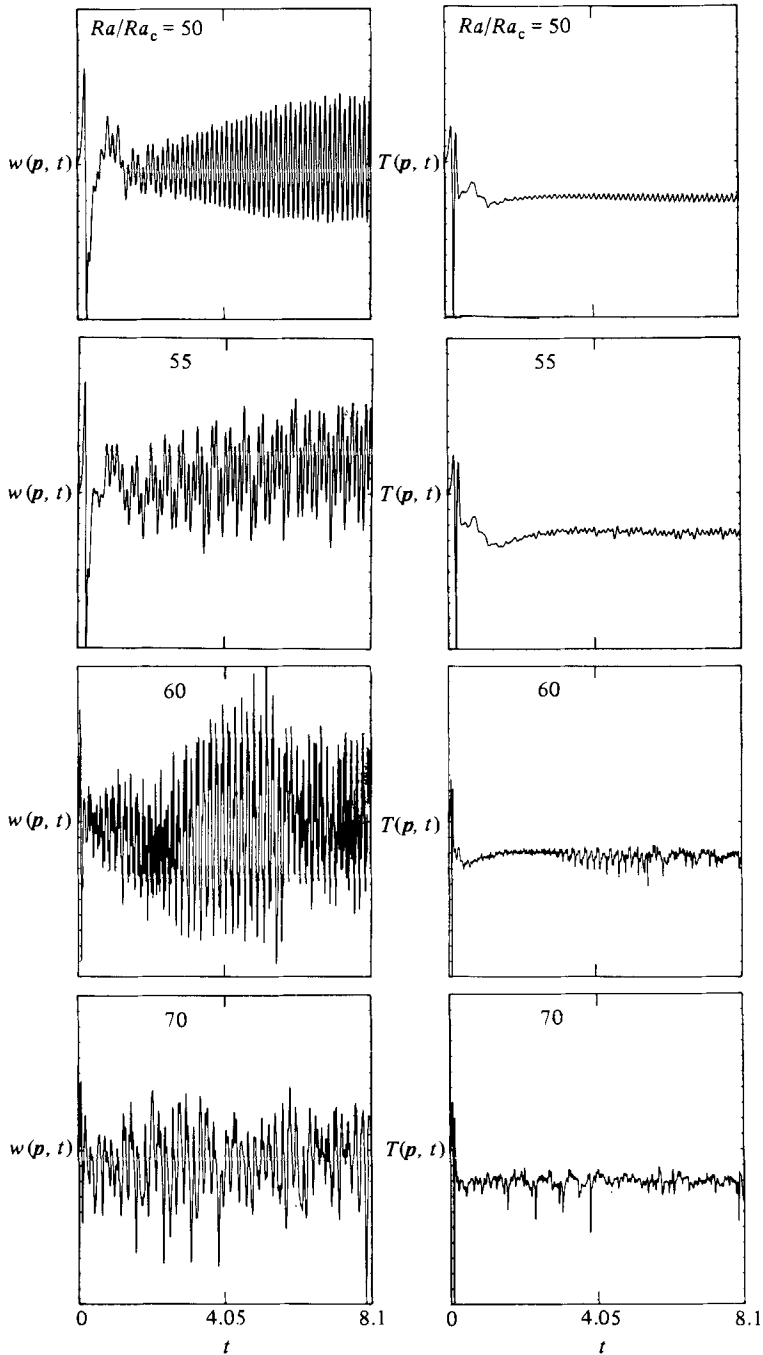 Ra/Ra_c = 50
Ra/Ra_c = 50
w(p, t)
T(p, t)
55
55
w(p, t)
T(p, t)
60
60
w(p, t)
T(p, t)
70
70
w(p, t)
T(p, t)
0 4.05 8.1
0 4.05 8.1
t
t